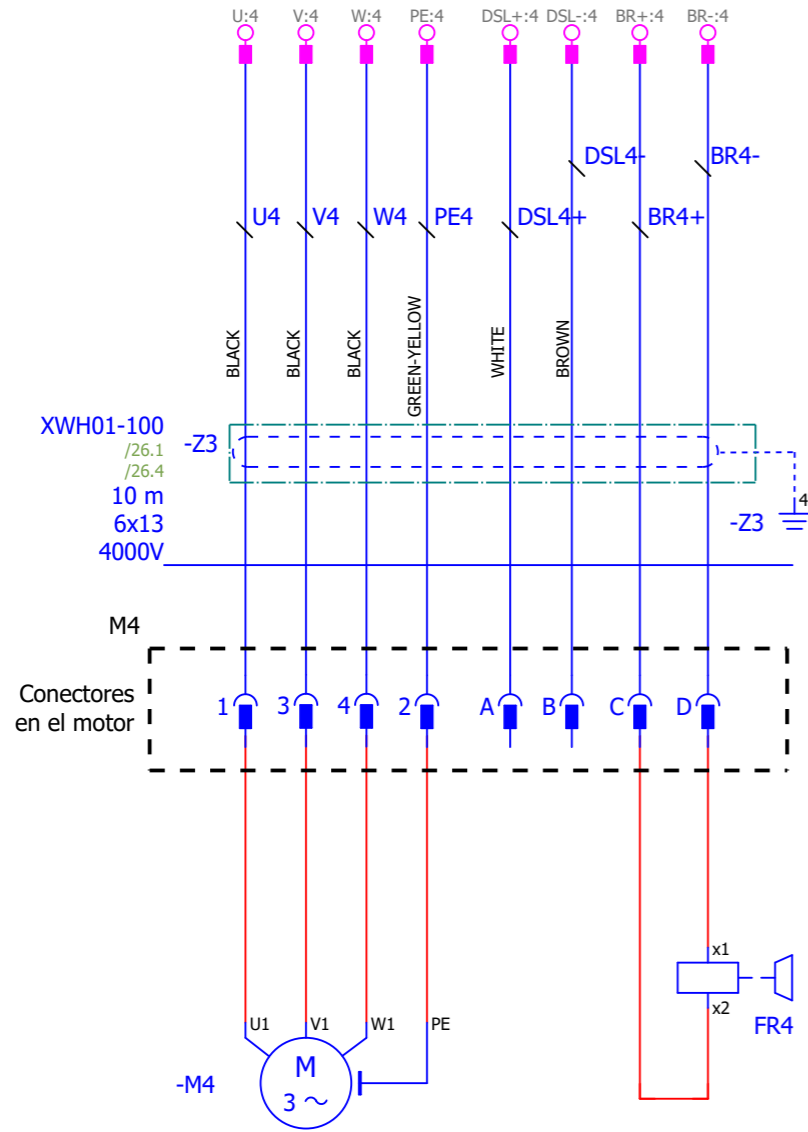 U:4 V:4 W:4 PE:4 DSL+:4 DSL-:4 BR+:4 BR-:4
DSL4- BR4-
U4 V4 W4 PE4 DSL4+ BR4+
BLACK BLACK BLACK GREEN-YELLOW WHITE BROWN
XWH01-100
/26.1
/26.4
10 m
6x13
4000V
-Z3
4
-Z3
M4
Conectores
en el motor
1 3 4 2 A B C D
x1
x2
FR4
U1 V1 W1 PE
M
3 ~
-M4